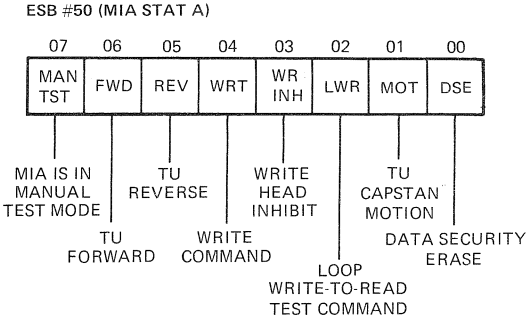 ESB #50 (MIA STAT A)
07 06 05 04 03 02 01 00
MAN TST
FWD
REV
WRT
WR INH
LWR
MOT
DSE
MIA IS IN
MANUAL
TEST MODE
TU
FORWARD
TU
REVERSE
WRITE
COMMAND
WRITE
HEAD
INHIBIT
LOOP
WRITE-TO-READ
TEST COMMAND
TU
CAPSTAN
MOTION
DATA SECURITY
ERASE